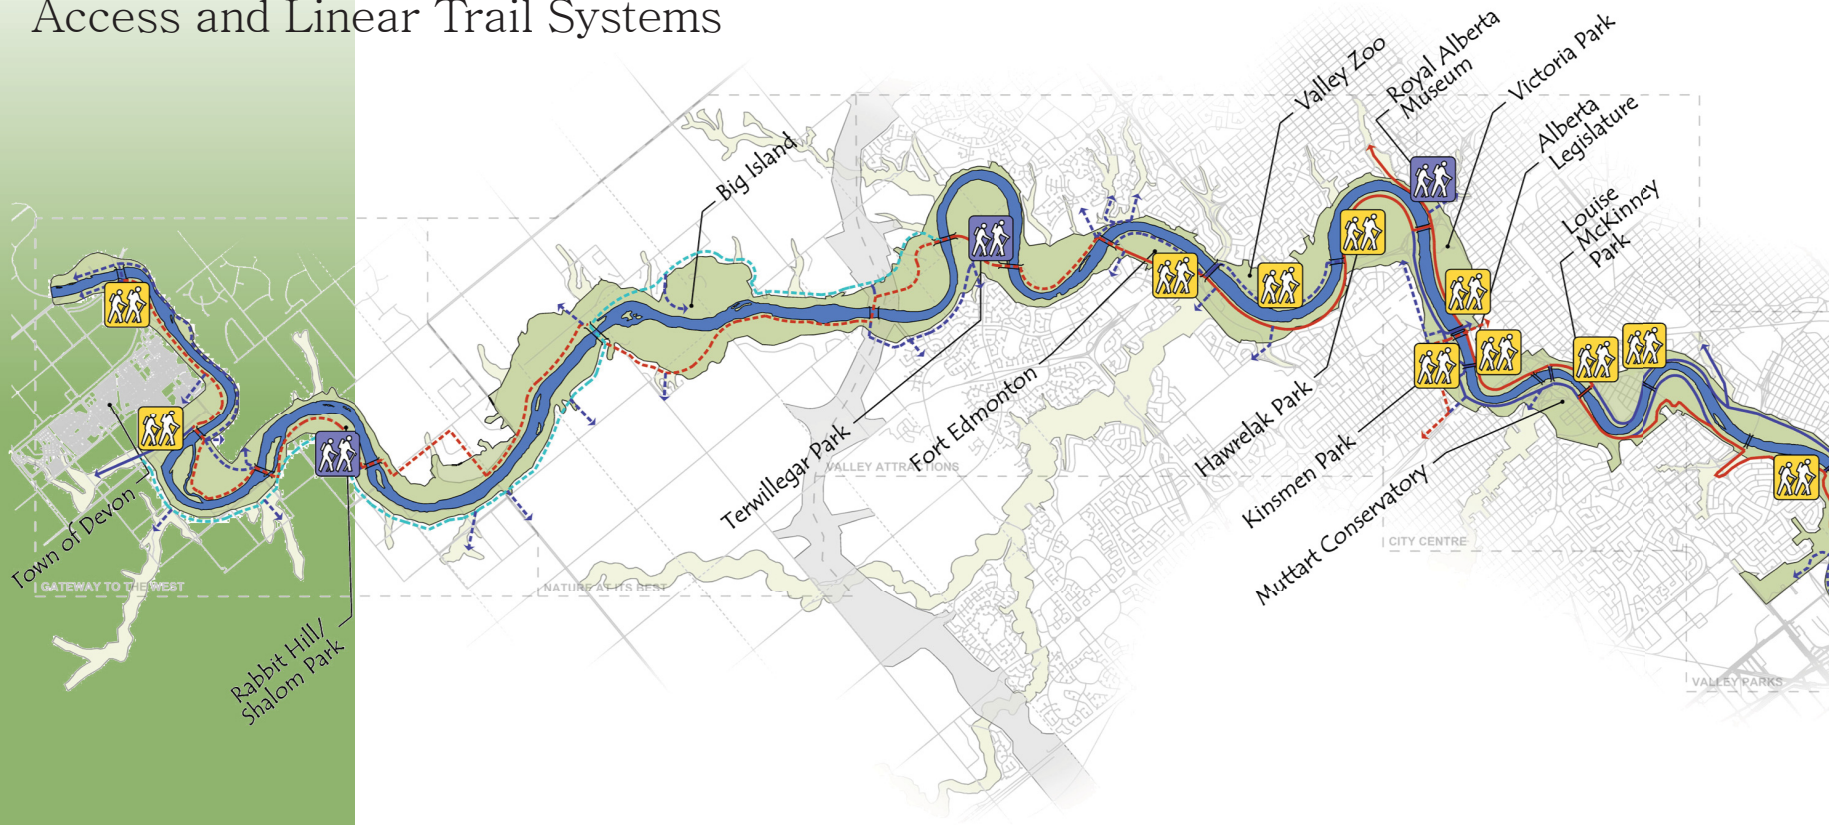 Access and Linear Trail Systems
Valley Zoo
Royal Alberta
Museum
Victoria Park
Alberta
Legislature
Louise
McKinney
Park
Big Island
Town of Devon
GATEWAY TO THE WEST
Rabbit Hill/
Shalom Park
NATURE AT ITS BEST
Terwillegar Park
VALLEY ATTRACTIONS
Fort Edmonton
Hawrelak Park
Kinsmen Park
Muttart Conservatory
CITY CENTRE
VALLEY PARKS